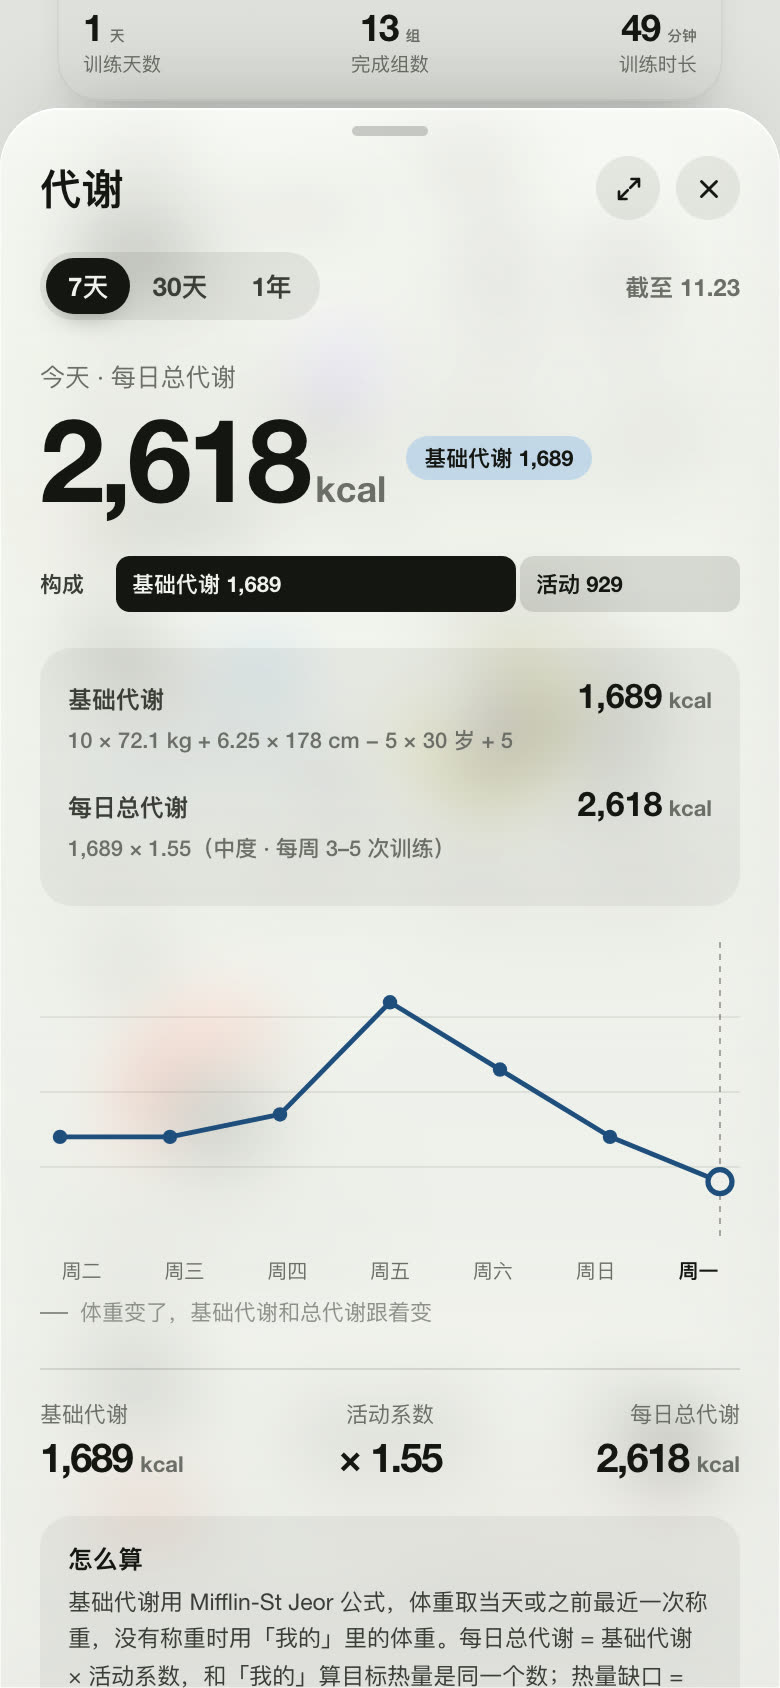 1 天 13 组 49 分钟
训练天数 完成组数 训练时长
代谢
7天 30天 1年 截至 11.23
今天 · 每日总代谢
2,618 kcal 基础代谢 1,689
构成 基础代谢 1,689 活动 929
基础代谢 1,689 kcal
10 × 72.1 kg + 6.25 × 178 cm − 5 × 30 岁 + 5
每日总代谢 2,618 kcal
1,689 × 1.55（中度 · 每周 3–5 次训练）
周二 周三 周四 周五 周六 周日 周一
体重变了，基础代谢和总代谢跟着变
基础代谢 活动系数 每日总代谢
1,689 kcal × 1.55 2,618 kcal
怎么算
基础代谢用 Mifflin-St Jeor 公式，体重取当天或之前最近一次称
重，没有称重时用「我的」里的体重。每日总代谢 = 基础代谢
× 活动系数，和「我的」算目标热量是同一个数；热量缺口 =